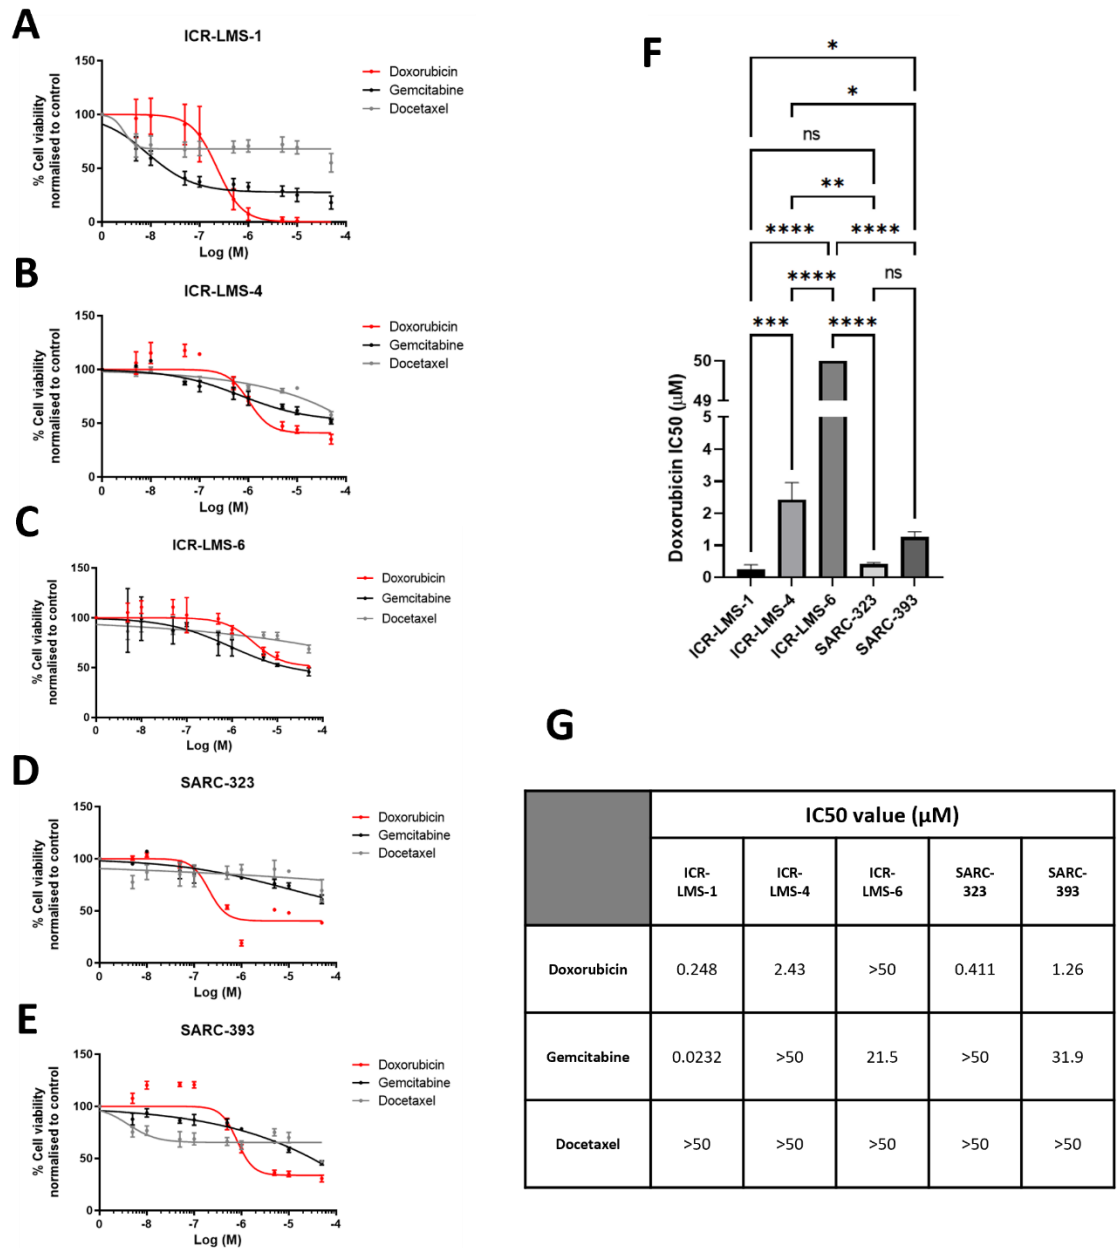 A
ICR-LMS-1
150
100
50
0
% Cell viability
normalised to control
0 -8 -7 -6 -5 -4
Log (M)
Doxorubicin
Gemcitabine
Docetaxel
B
ICR-LMS-4
150
100
50
0
% Cell viability
normalised to control
0 -8 -7 -6 -5 -4
Log (M)
Doxorubicin
Gemcitabine
Docetaxel
C
ICR-LMS-6
150
100
50
0
% Cell viability
normalised to control
0 -8 -7 -6 -5 -4
Log (M)
Doxorubicin
Gemcitabine
Docetaxel
D
SARC-323
150
100
50
0
% Cell viability
normalised to control
0 -8 -7 -6 -5 -4
Log (M)
Doxorubicin
Gemcitabine
Docetaxel
E
SARC-393
150
100
50
0
% Cell viability
normalised to control
0 -8 -7 -6 -5 -4
Log (M)
Doxorubicin
Gemcitabine
Docetaxel
F
*
*
ns
**
**** ****
**** ns
*** ****
50
49
5
4
3
2
1
0
Doxorubicin IC50 (μM)
ICR-LMS-1
ICR-LMS-4
ICR-LMS-6
SARC-323
SARC-393
G
IC50 value (μM)
ICR-LMS-1 ICR-LMS-4 ICR-LMS-6 SARC-323 SARC-393
Doxorubicin 0.248 2.43 >50 0.411 1.26
Gemcitabine 0.0232 >50 21.5 >50 31.9
Docetaxel >50 >50 >50 >50 >50